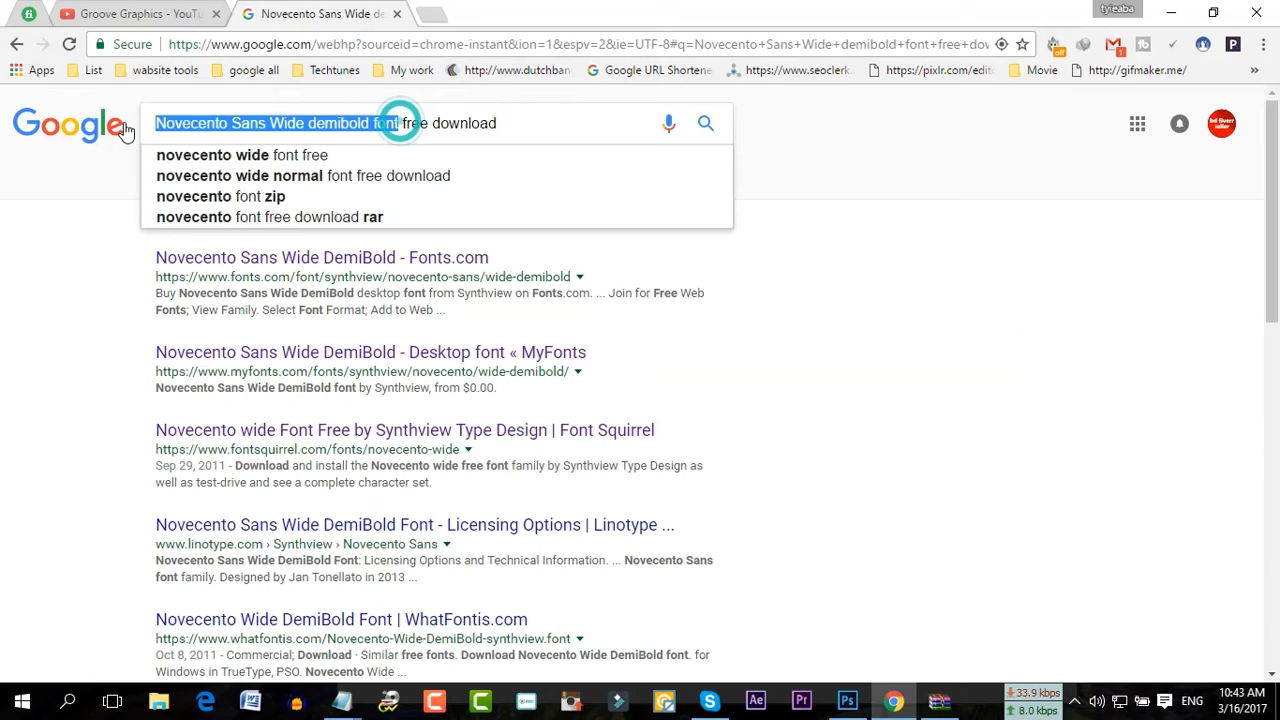 tyieaba
Groove Graphics - YouTu
Novecento Sans Wide de
Secure
https://www.google.com/webhp?sourceid=chrome-instant&ion=1&espv=2&ie=UTF-8#q=Novecento+Sans+Wide+demibold+font+free+dov
Apps
List
wabsite tools
google all
Techtunes
My work
http://www.dutchban
Google URL Shortene
https://www.seoclerk
https://pixlr.com/edit
Movie
http://gifmaker.me/
»
Google
Novecento Sans Wide demibold font free download
bd fiverr seller
novecento wide font free
novecento wide normal font free download
novecento font zip
novecento font free download rar
Novecento Sans Wide DemiBold - Fonts.com
https://www.fonts.com/font/synthview/novecento-sans/wide-demibold
Buy Novecento Sans Wide DemiBold desktop font from Synthview on Fonts.com. ... Join for Free Web
Fonts; View Family. Select Font Format; Add to Web ...
Novecento Sans Wide DemiBold - Desktop font « MyFonts
https://www.myfonts.com/fonts/synthview/novecento/wide-demibold/
Novecento Sans Wide DemiBold font by Synthview, from $0.00.
Novecento wide Font Free by Synthview Type Design | Font Squirrel
https://www.fontsquirrel.com/fonts/novecento-wide
Sep 29, 2011 - Download and install the Novecento wide free font family by Synthview Type Design as
well as test-drive and see a complete character set.
Novecento Sans Wide DemiBold Font - Licensing Options | Linotype ...
www.linotype.com › Synthview › Novecento Sans
Novecento Sans Wide DemiBold Font: Licensing Options and Technical Information. ... Novecento Sans
font family. Designed by Jan Tonellato in 2013 ...
Novecento Wide DemiBold Font | WhatFontis.com
https://www.whatfontis.com/Novecento-Wide-DemiBold-synthview.font
Oct 8, 2011 - Commercial; Download · Similar free fonts. Download Novecento Wide DemiBold font. for
Windows in TrueType, PSO. Novecento Wide ...
33.9 kbps
8.0 kbps
ENG
10:43 AM
3/16/2017